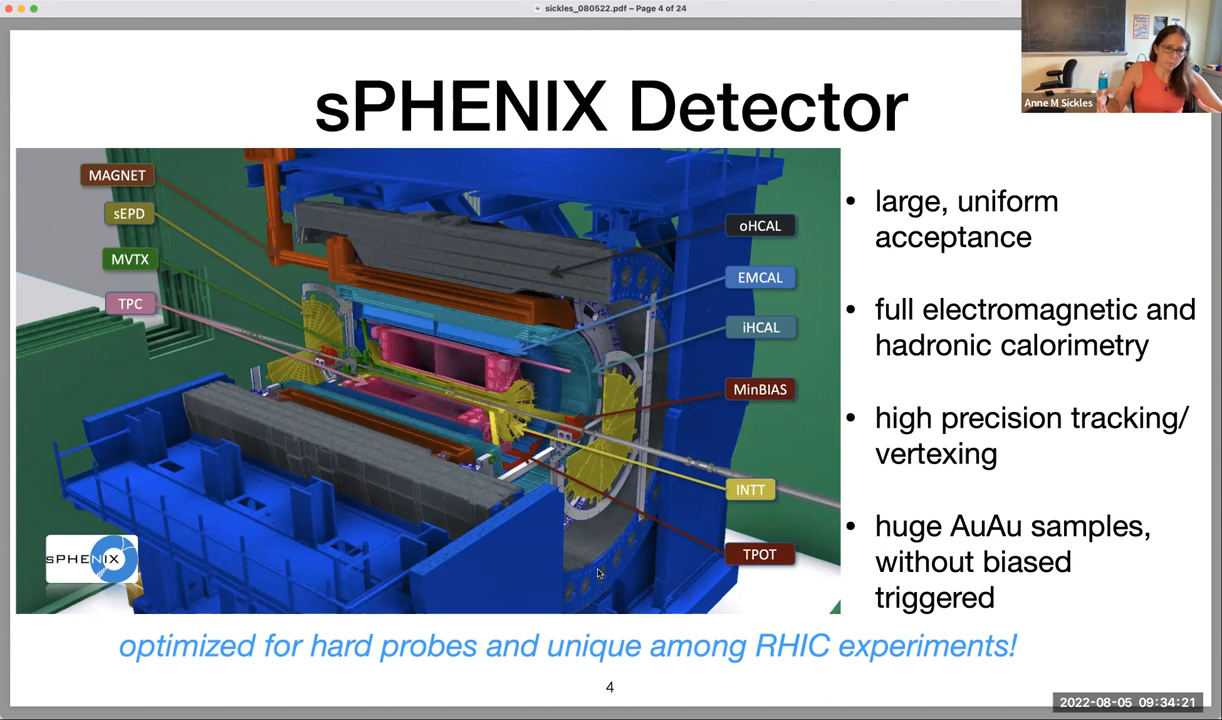 sickles_080522.pdf – Page 4 of 24
Anne M Sickles
sPHENIX Detector
MAGNET
sEPD
MVTX
TPC
oHCAL
EMCAL
iHCAL
MinBIAS
INTT
TPOT
sPHENIX
• large, uniform
acceptance
• full electromagnetic and
hadronic calorimetry
• high precision tracking/
vertexing
• huge AuAu samples,
without biased
triggered
optimized for hard probes and unique among RHIC experiments!
4
2022-08-05 09:34:21